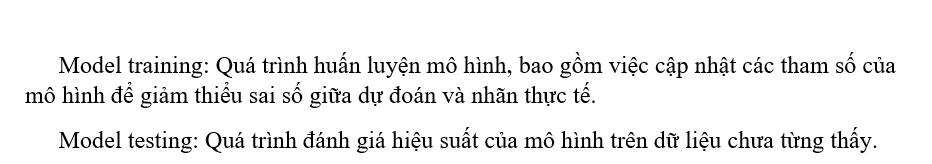 Model training: Quá trình huấn luyện mô hình, bao gồm việc cập nhật các tham số của
mô hình để giảm thiểu sai số giữa dự đoán và nhãn thực tế.
Model testing: Quá trình đánh giá hiệu suất của mô hình trên dữ liệu chưa từng thấy.